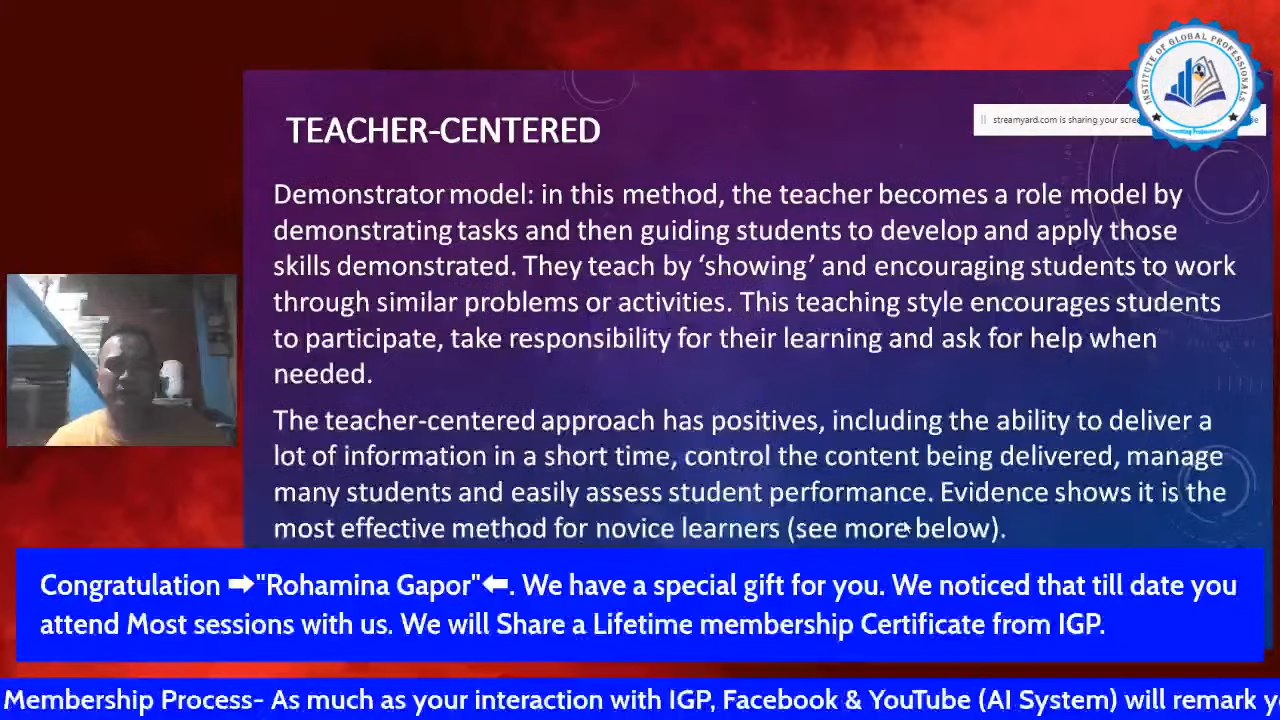 TEACHER-CENTERED
streamyard.com is sharing your scree
INSTITUTE OF GLOBAL PROFESSIONALS
Demonstrator model: in this method, the teacher becomes a role model by
demonstrating tasks and then guiding students to develop and apply those
skills demonstrated. They teach by ‘showing’ and encouraging students to work
through similar problems or activities. This teaching style encourages students
to participate, take responsibility for their learning and ask for help when
needed.
The teacher-centered approach has positives, including the ability to deliver a
lot of information in a short time, control the content being delivered, manage
many students and easily assess student performance. Evidence shows it is the
most effective method for novice learners (see more below).
Congratulation ➡"Rohamina Gapor"⬅. We have a special gift for you. We noticed that till date you
attend Most sessions with us. We will Share a Lifetime membership Certificate from IGP.
Membership Process- As much as your interaction with IGP, Facebook & YouTube (AI System) will remark y